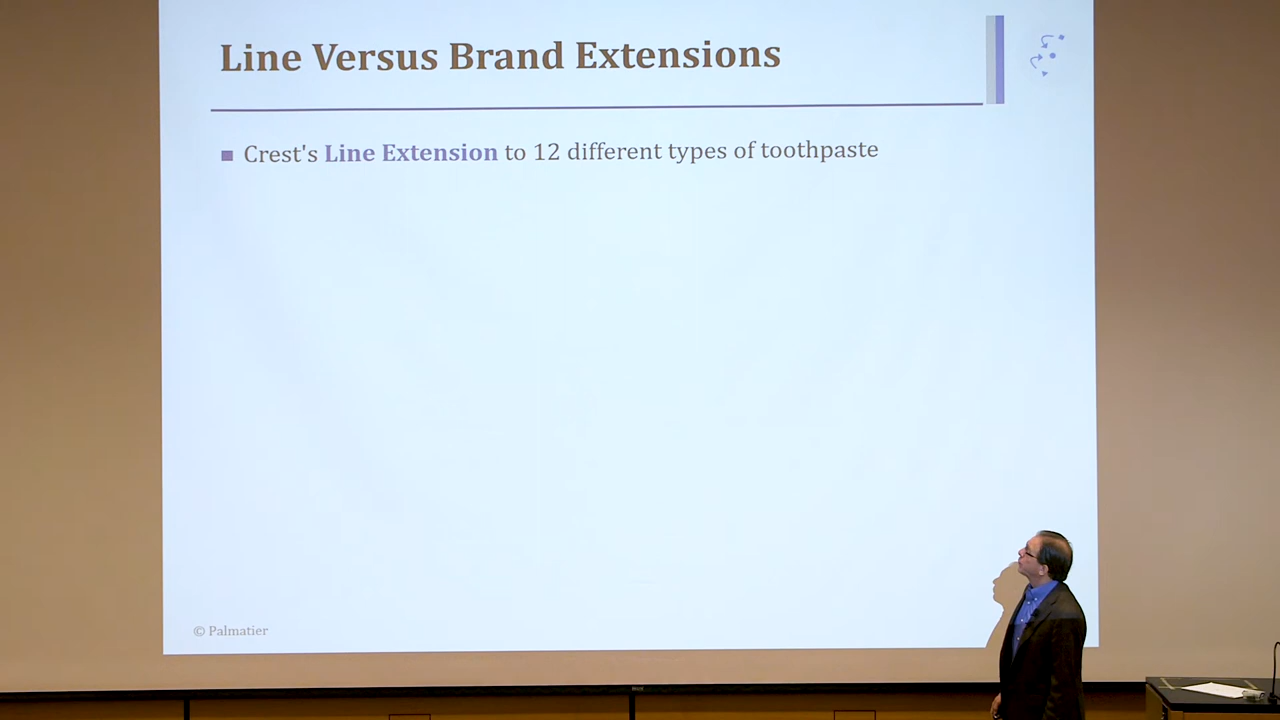 Line Versus Brand Extensions
Crest's Line Extension to 12 different types of toothpaste
© Palmatier